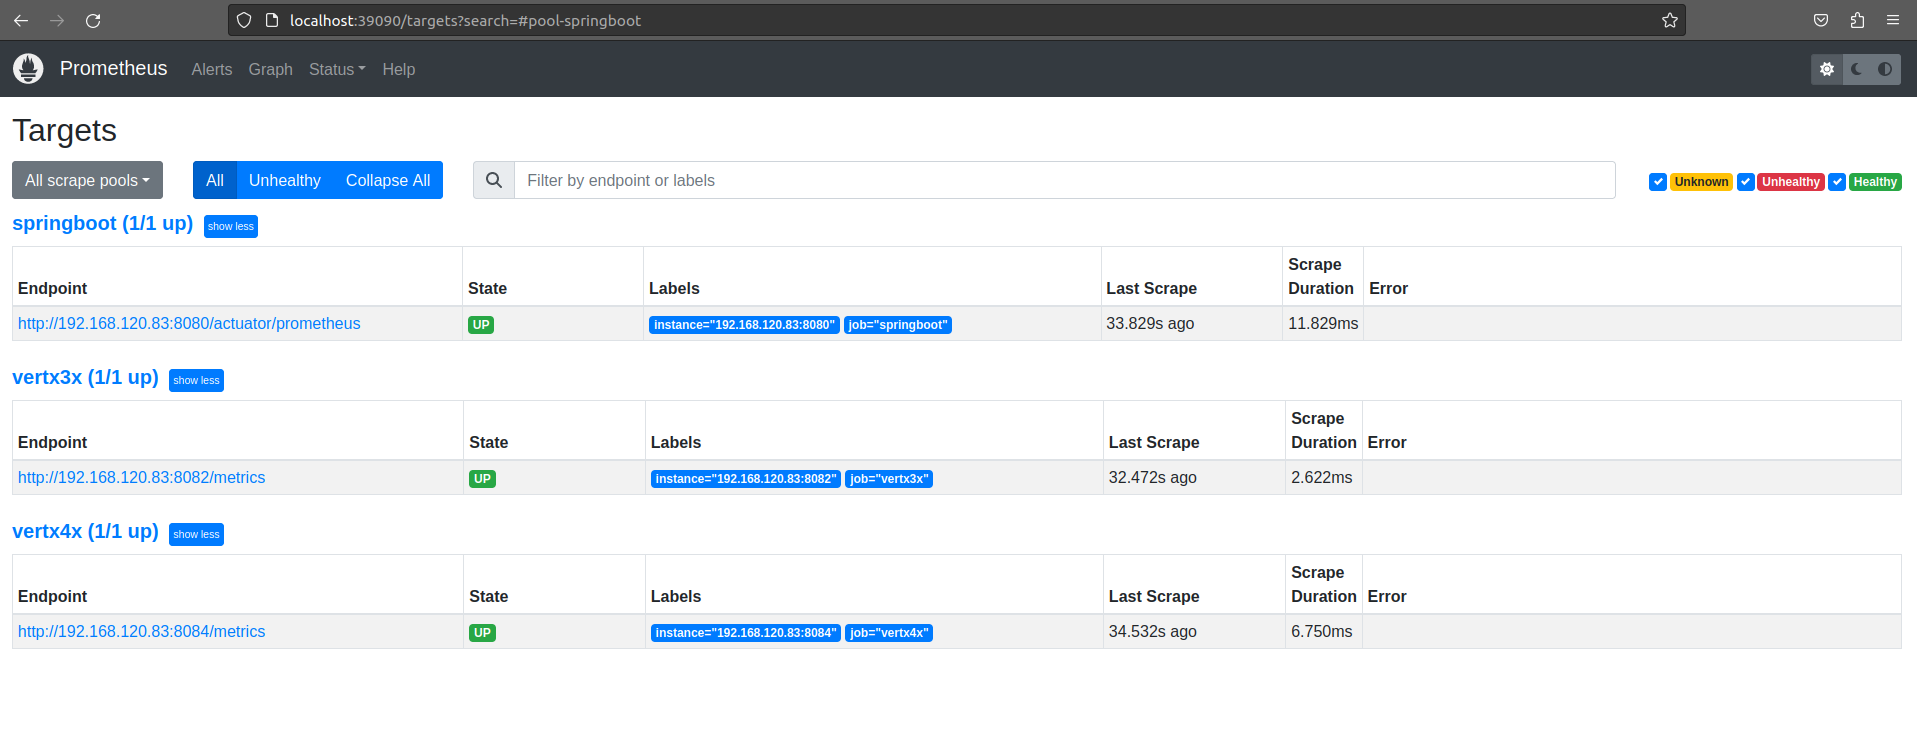 localhost:39090/targets?search=#pool-springboot
Prometheus Alerts Graph Status Help
Targets
All scrape pools All Unhealthy Collapse All Filter by endpoint or labels Unknown Unhealthy Healthy
springboot (1/1 up) show less
Endpoint State Labels Last Scrape Scrape Duration Error
http://192.168.120.83:8080/actuator/prometheus UP instance="192.168.120.83:8080" job="springboot" 33.829s ago 11.829ms
vertx3x (1/1 up) show less
Endpoint State Labels Last Scrape Scrape Duration Error
http://192.168.120.83:8082/metrics UP instance="192.168.120.83:8082" job="vertx3x" 32.472s ago 2.622ms
vertx4x (1/1 up) show less
Endpoint State Labels Last Scrape Scrape Duration Error
http://192.168.120.83:8084/metrics UP instance="192.168.120.83:8084" job="vertx4x" 34.532s ago 6.750ms